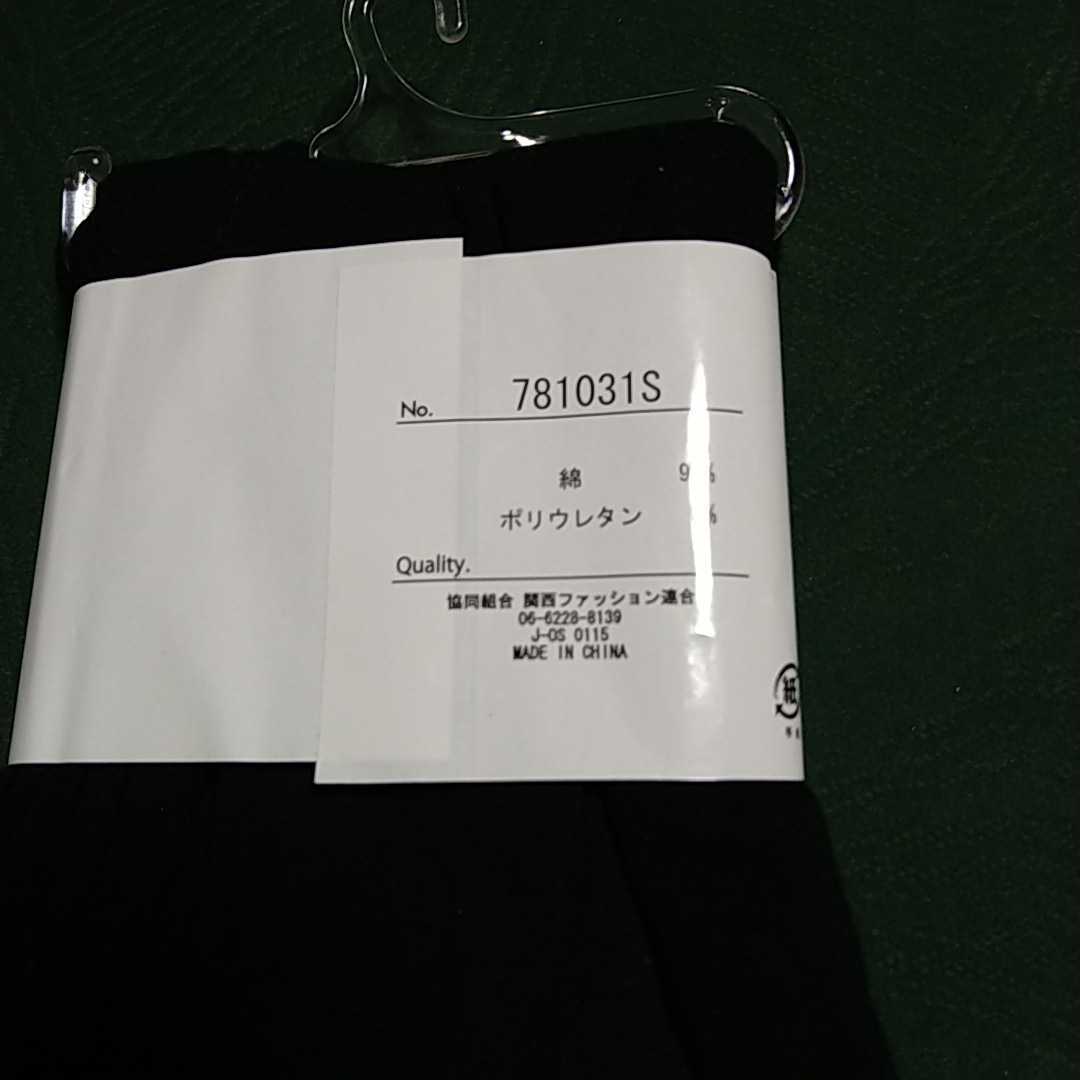 No. 781031S
綿
ポリウレタン
Quality.
協同組合 関西ファッション連合
06-6228-8139
J-OS 0115
MADE IN CHINA
紙